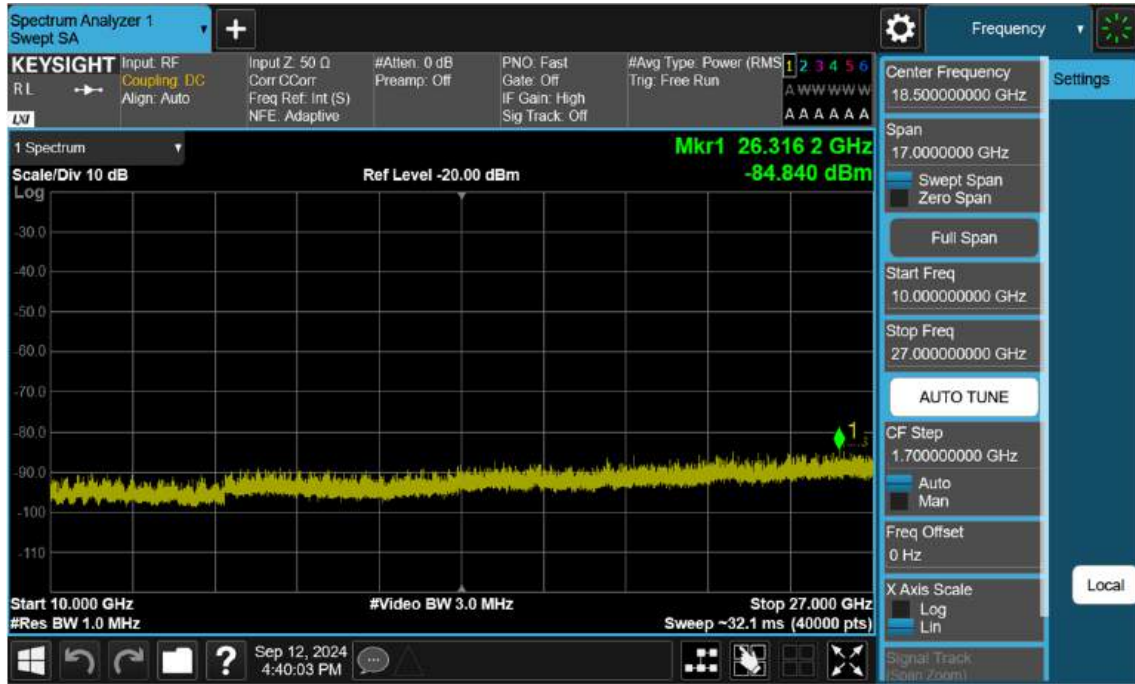 Spectrum Analyzer 1
Swept SA
+
Frequency
KEYSIGHT
RL
LXI
Input: RF
Coupling: DC
Align: Auto
Input Z: 50 Ω
Corr CCorr
Freq Ref: Int (S)
NFE: Adaptive
#Atten: 0 dB
Preamp: Off
PNO: Fast
Gate: Off
IF Gain: High
Sig Track: Off
#Avg Type: Power (RMS
Trig: Free Run
1 2 3 4 5 6
A W W W W W
A A A A A A
1 Spectrum
Scale/Div 10 dB
Ref Level -20.00 dBm
Mkr1 26.316 2 GHz
-84.840 dBm
Log
-30.0
-40.0
-50.0
-60.0
-70.0
-80.0
-90.0
-100
-110
1
Start 10.000 GHz
#Video BW 3.0 MHz
Stop 27.000 GHz
#Res BW 1.0 MHz
Sweep ~32.1 ms (40000 pts)
?
Sep 12, 2024
4:40:03 PM
Center Frequency
18.500000000 GHz
Settings
Span
17.0000000 GHz
Swept Span
Zero Span
Full Span
Start Freq
10.000000000 GHz
Stop Freq
27.000000000 GHz
AUTO TUNE
CF Step
1.700000000 GHz
Auto
Man
Freq Offset
0 Hz
X Axis Scale
Log
Lin
Local
Signal Track
(Span Zoom)